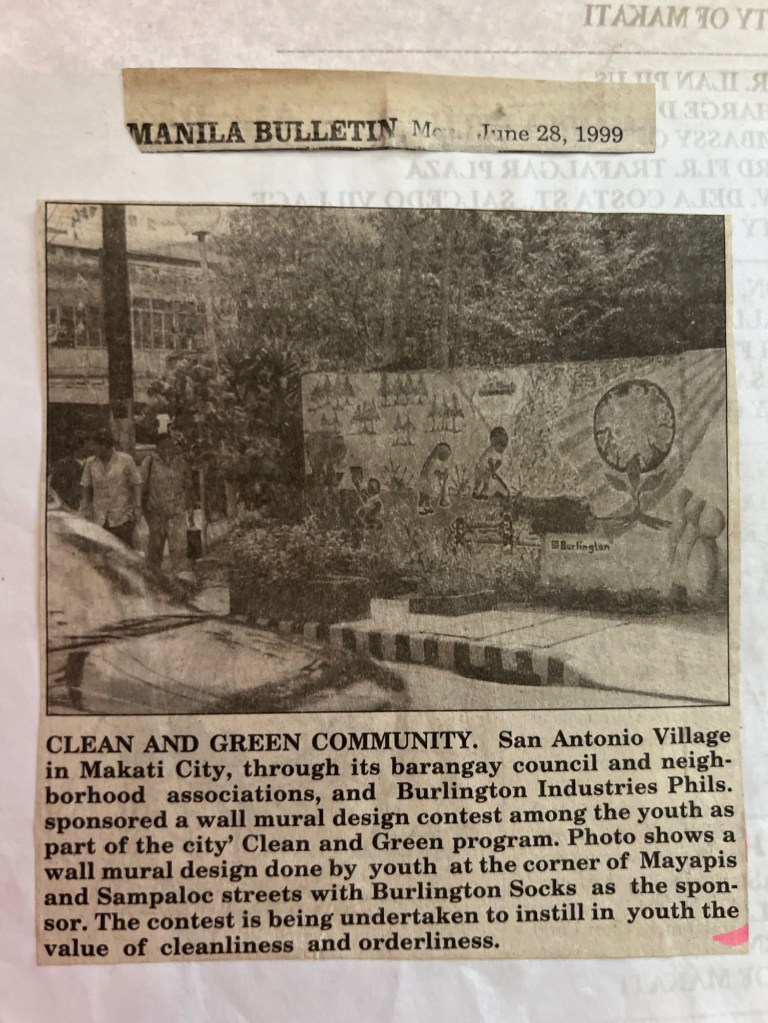 MANILA BULLETIN, June 28, 1999
Burlington
CLEAN AND GREEN COMMUNITY. San Antonio Village
in Makati City, through its barangay council and neigh-
borhood associations, and Burlington Industries Phils.
sponsored a wall mural design contest among the youth as
part of the city' Clean and Green program. Photo shows a
wall mural design done by youth at the corner of Mayapis
and Sampaloc streets with Burlington Socks as the spon-
sor. The contest is being undertaken to instill in youth the
value of cleanliness and orderliness.